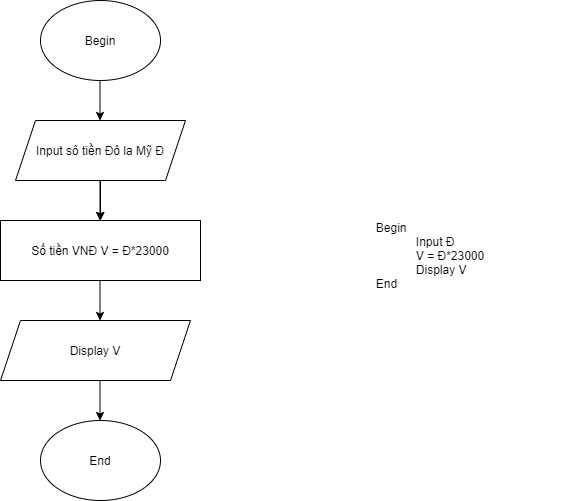 Begin
Input sô tiền Đô la Mỹ Đ
Số tiền VNĐ V = Đ*23000
Display V
End
Begin
Input Đ
V = Đ*23000
Display V
End